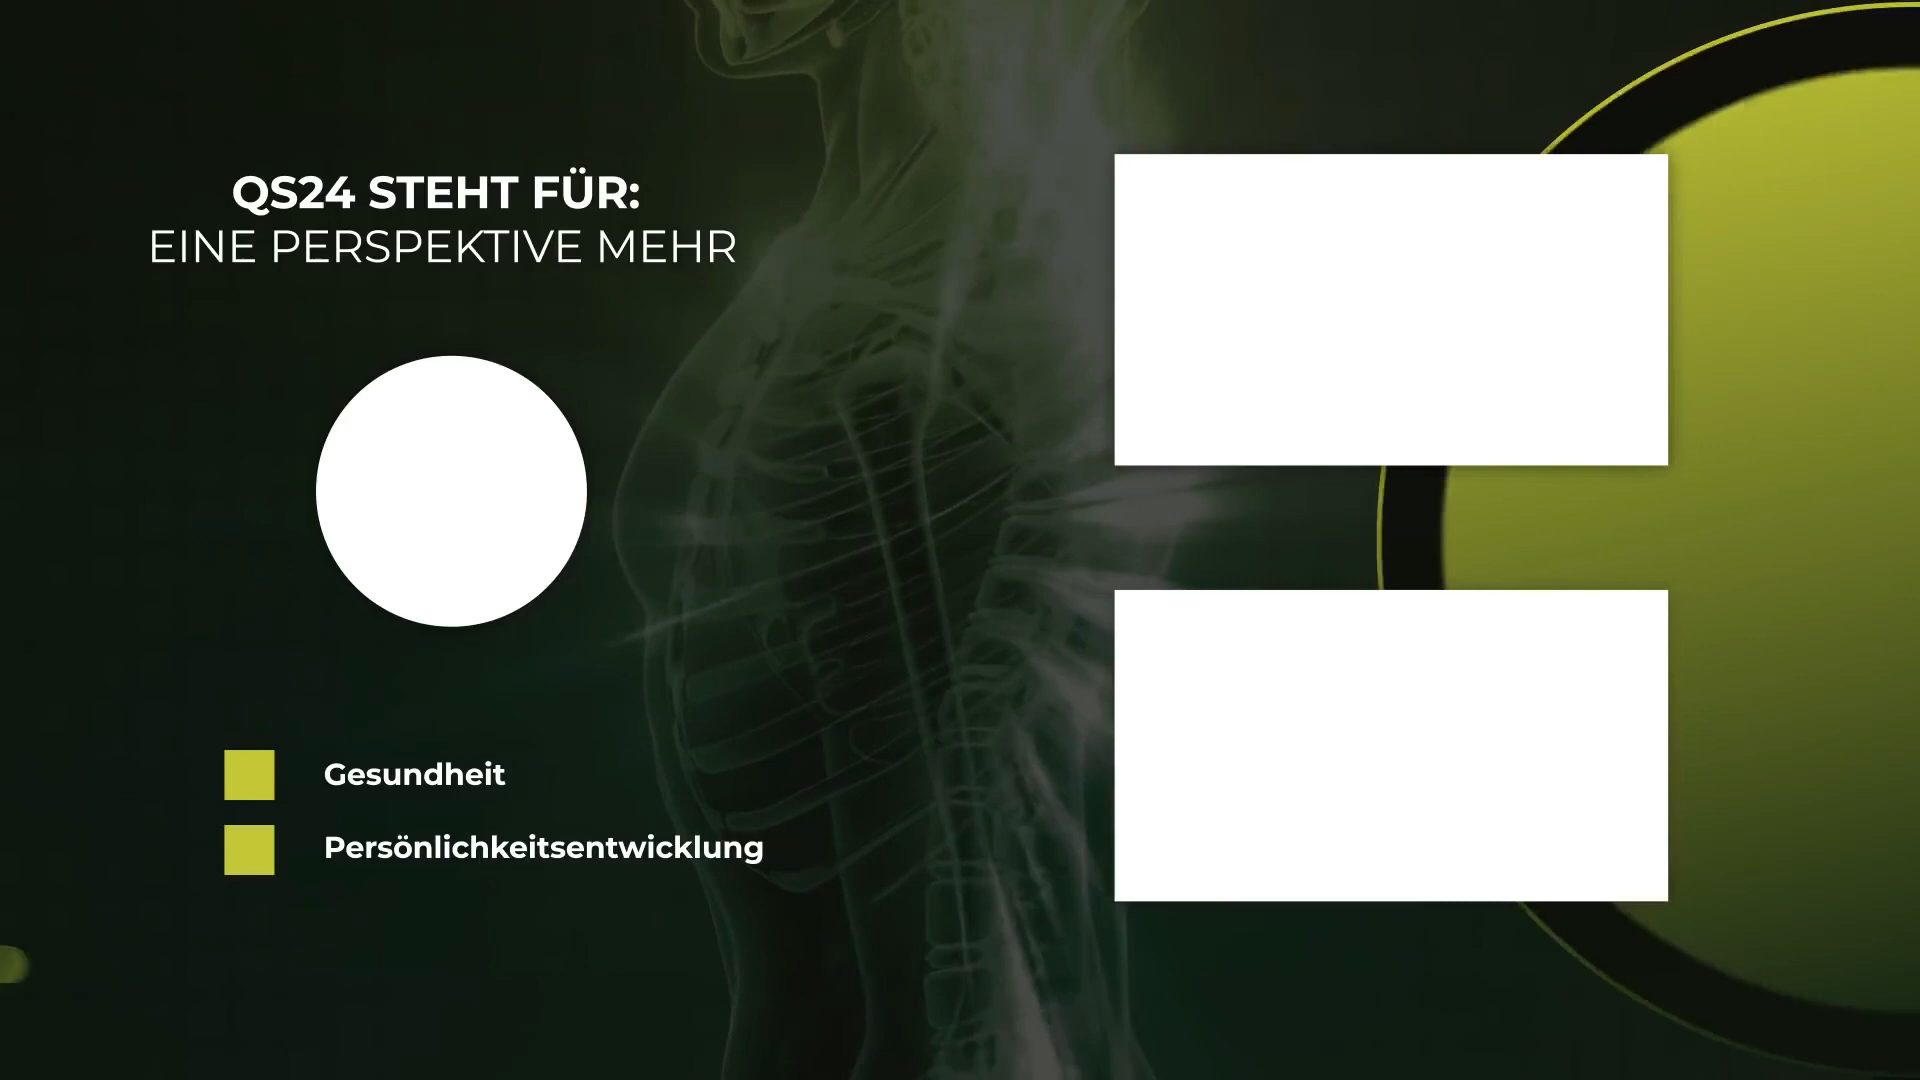 QS24 STEHT FÜR:
EINE PERSPEKTIVE MEHR
Gesundheit
Persönlichkeitsentwicklung